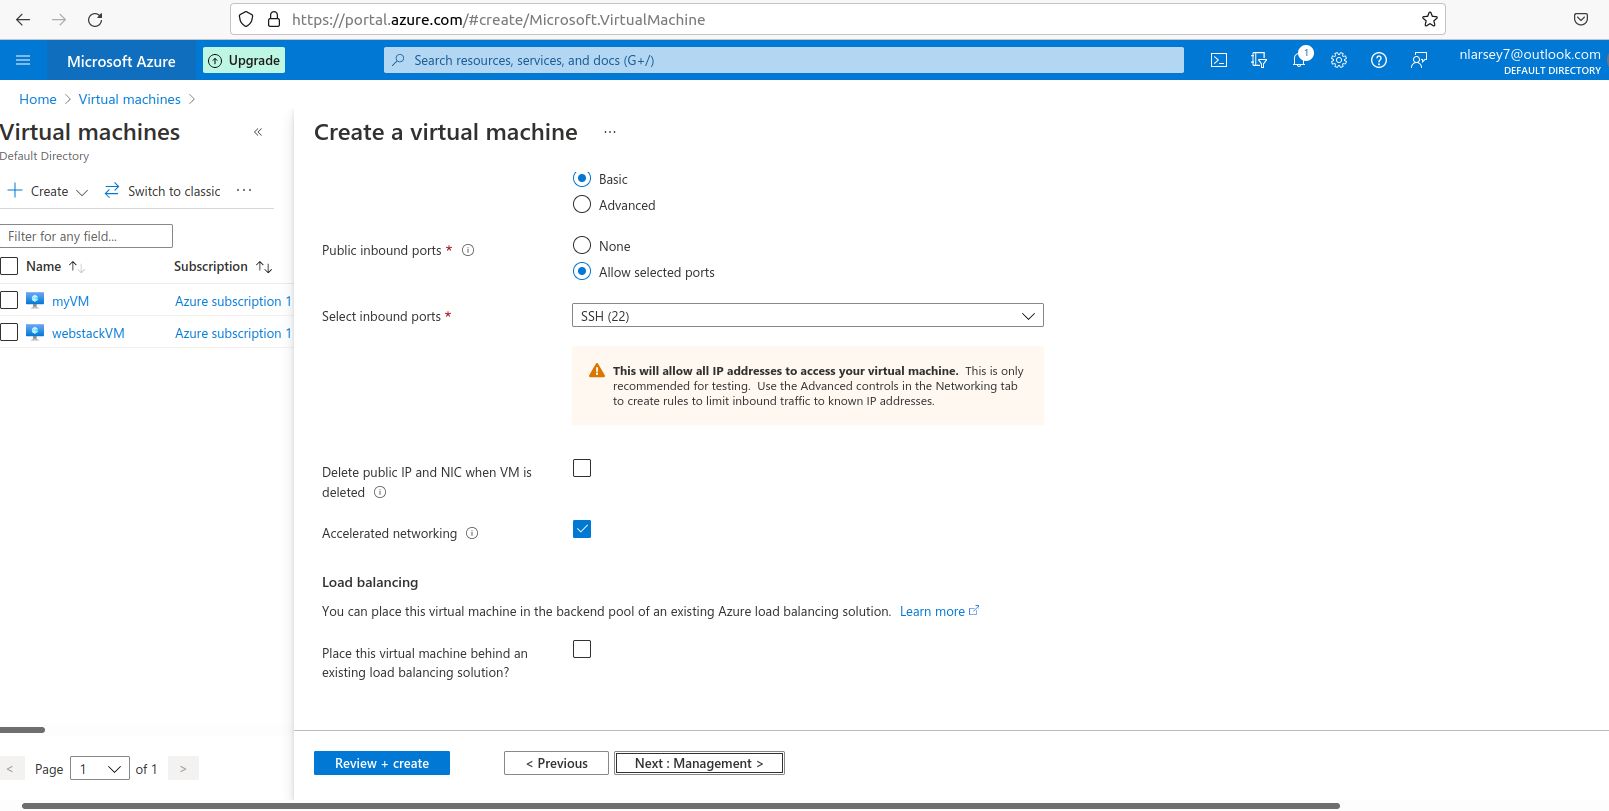 https://portal.azure.com/#create/Microsoft.VirtualMachine
Microsoft Azure
Upgrade
Search resources, services, and docs (G+/)
1
nlarsey7@outlook.com
DEFAULT DIRECTORY
Home > Virtual machines >
Virtual machines
«
Default Directory
Create
Switch to classic
...
Filter for any field...
Name
Subscription
myVM
Azure subscription 1
webstackVM
Azure subscription 1
< Page 1 of 1 >
Create a virtual machine ...
Basic
Advanced
Public inbound ports *
None
Allow selected ports
Select inbound ports *
SSH (22)
This will allow all IP addresses to access your virtual machine. This is only
recommended for testing. Use the Advanced controls in the Networking tab
to create rules to limit inbound traffic to known IP addresses.
Delete public IP and NIC when VM is
deleted
Accelerated networking
Load balancing
You can place this virtual machine in the backend pool of an existing Azure load balancing solution. Learn more
Place this virtual machine behind an
existing load balancing solution?
Review + create
< Previous
Next : Management >